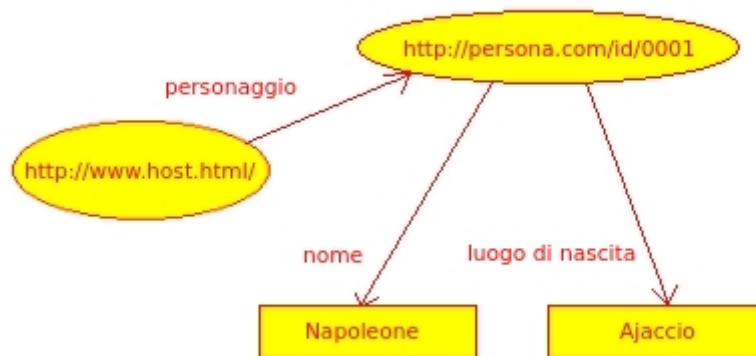 http://persona.com/id/0001
personaggio
http://www.host.html/
nome
luogo di nascita
Napoleone
Ajaccio